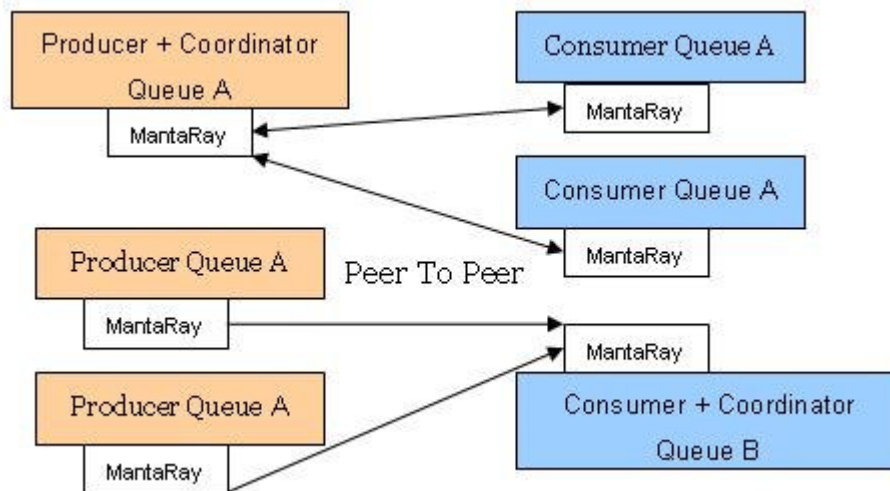 Producer + Coordinator
Queue A
MantaRay
Consumer Queue A
MantaRay
Consumer Queue A
MantaRay
Producer Queue A
MantaRay
Peer To Peer
MantaRay
Consumer + Coordinator
Queue B
Producer Queue A
MantaRay